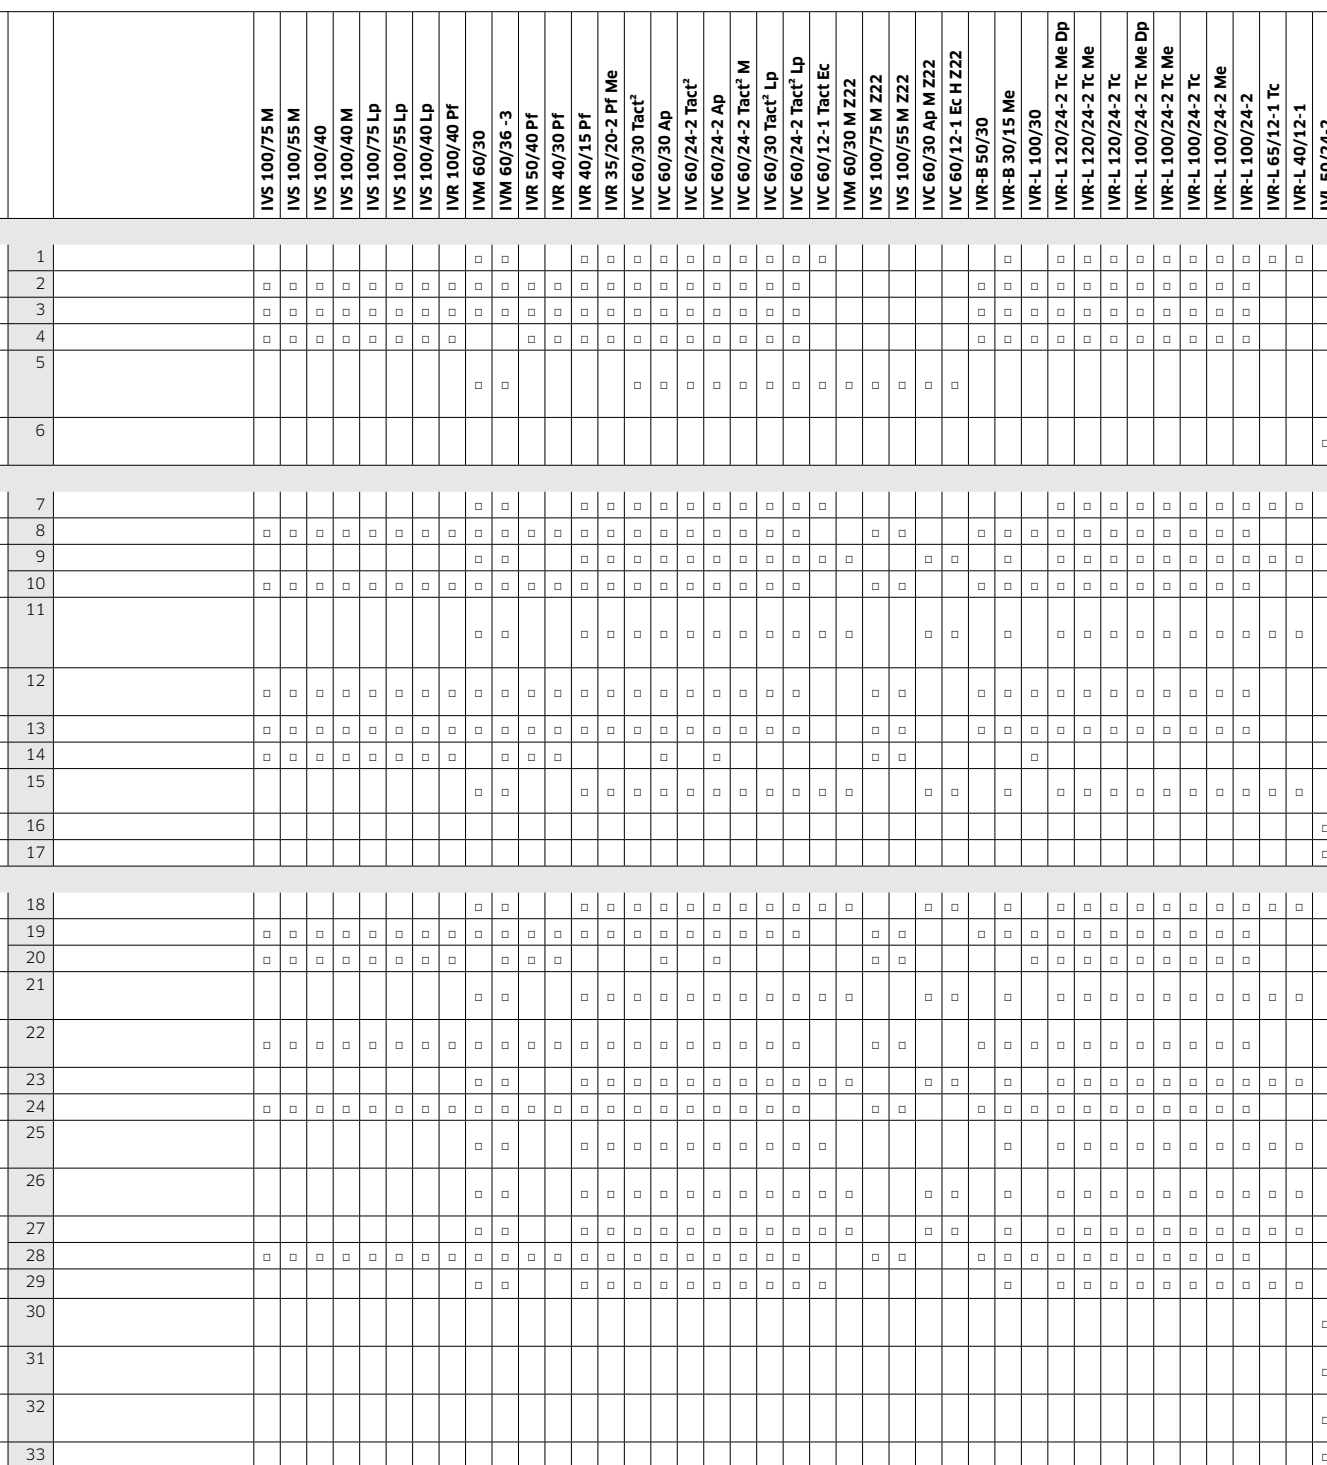 IVS 100/75 M
IVS 100/55 M
IVS 100/40
IVS 100/40 M
IVS 100/75 Lp
IVS 100/55 Lp
IVS 100/40 Lp
IVR 100/40 Pf
IVM 60/30
IVM 60/36 -3
IVR 50/40 Pf
IVR 40/30 Pf
IVR 40/15 Pf
IVR 35/20-2 Pf Me
IVC 60/30 Tact²
IVC 60/30 Ap
IVC 60/24-2 Tact²
IVC 60/24-2 Ap
IVC 60/24-2 Tact² M
IVC 60/30 Tact² Lp
IVC 60/24-2 Tact² Lp
IVC 60/12-1 Tact Ec
IVM 60/30 M Z22
IVS 100/75 M Z22
IVS 100/55 M Z22
IVC 60/30 Ap M Z22
IVC 60/12-1 Ec H Z22
IVR-B 50/30
IVR-B 30/15 Me
IVR-L 100/30
IVR-L 120/24-2 Tc Me Dp
IVR-L 120/24-2 Tc Me
IVR-L 120/24-2 Tc
IVR-L 100/24-2 Tc Me Dp
IVR-L 100/24-2 Tc Me
IVR-L 100/24-2 Tc
IVR-L 100/24-2 Me
IVR-L 100/24-2
IVR-L 65/12-1 Tc
IVR-L 40/12-1
1
2
3
4
5
6
7
8
9
10
11
12
13
14
15
16
17
18
19
20
21
22
23
24
25
26
27
28
29
30
31
32
33